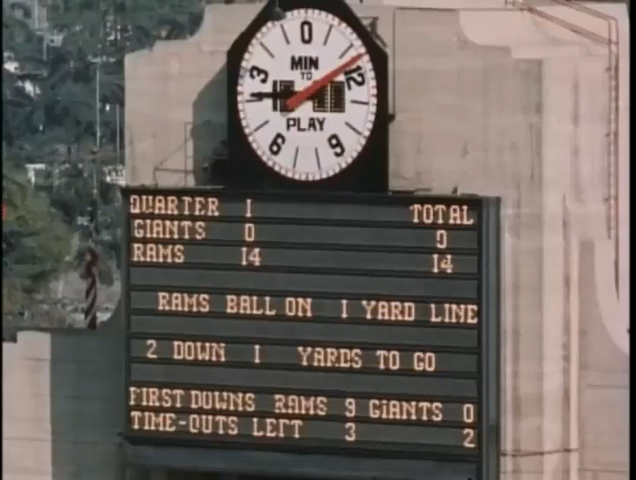 0
3 12
MIN
TO
PLAY
6 9
QUARTER 1 TOTAL
GIANTS 0 0
RAMS 14 14
RAMS BALL ON 1 YARD LINE
2 DOWN 1 YARDS TO GO
FIRST DOWNS RAMS 9 GIANTS 0
TIME-OUTS LEFT 3 2